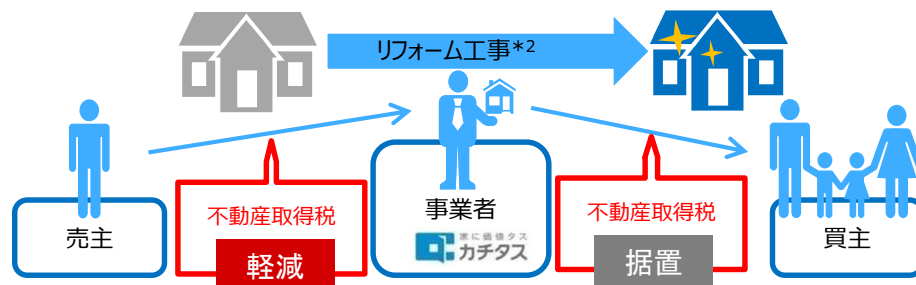 リフォーム工事*2
不動産取得税
軽減
不動産取得税
据置
売主
事業者
家に価値タス
カチタス
買主